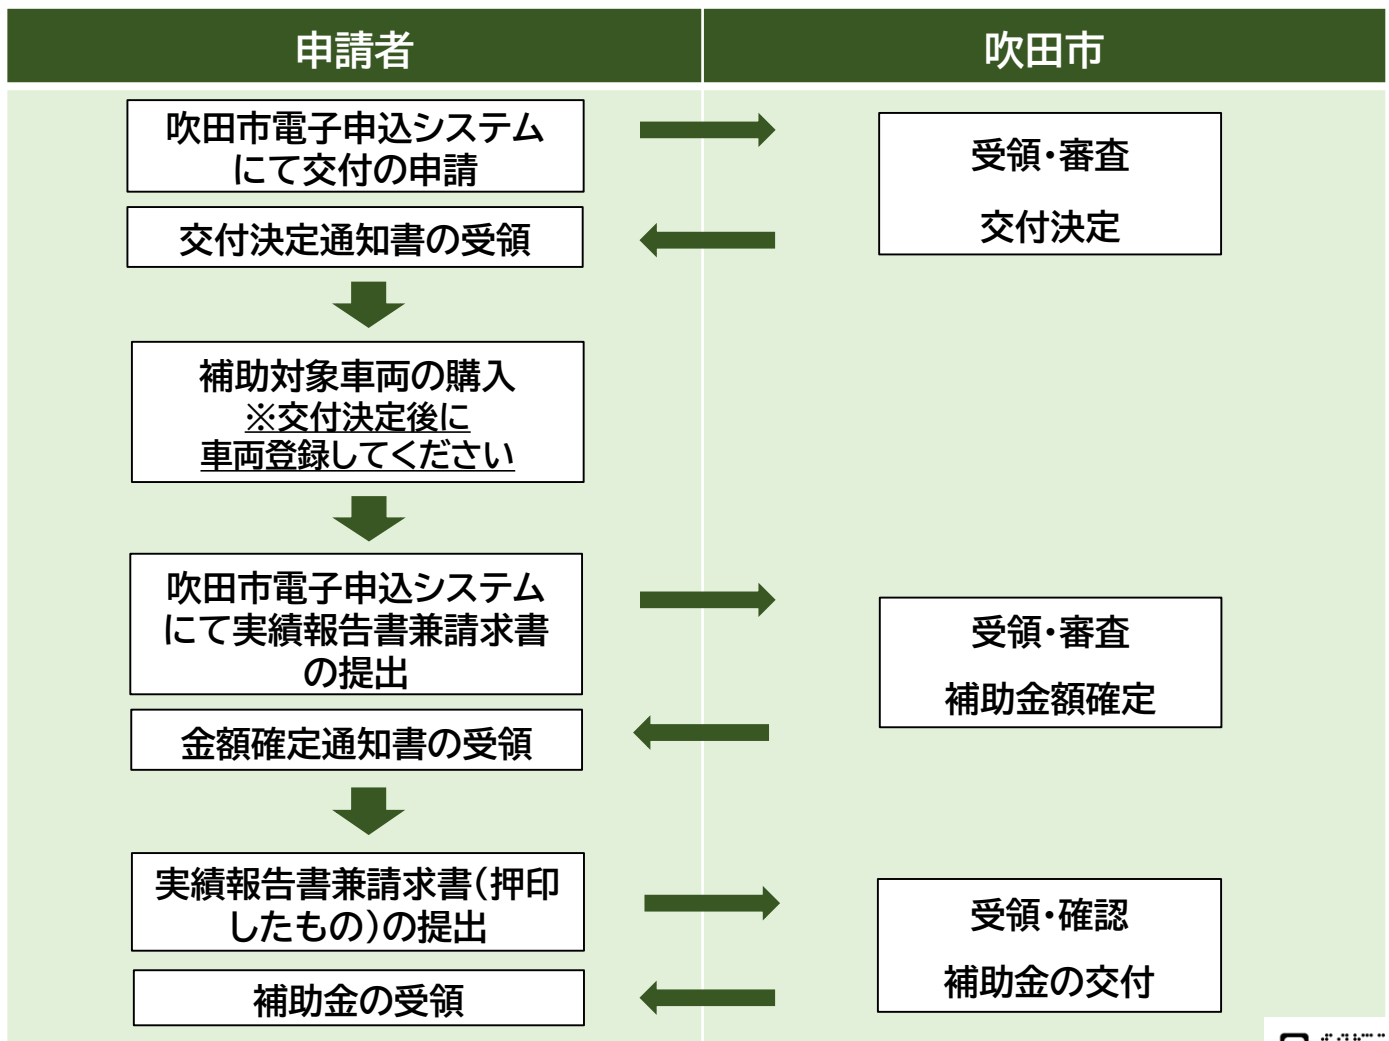 申請者
吹田市
吹田市電子申込システム
にて交付の申請
受領・審査
交付決定
交付決定通知書の受領
補助対象車両の購入
※交付決定後に
車両登録してください
吹田市電子申込システム
にて実績報告書兼請求書
の提出
受領・審査
補助金額確定
金額確定通知書の受領
実績報告書兼請求書(押印
したもの)の提出
受領・確認
補助金の交付
補助金の受領